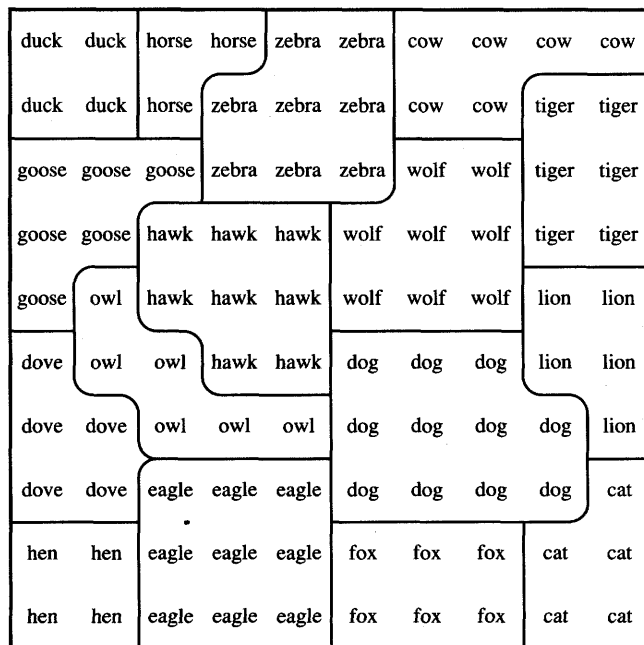 duck duck horse horse zebra zebra cow cow cow cow
duck duck horse zebra zebra zebra cow cow tiger tiger
goose goose goose zebra zebra zebra wolf wolf tiger tiger
goose goose hawk hawk hawk wolf wolf wolf tiger tiger
goose owl hawk hawk hawk wolf wolf wolf lion lion
dove owl owl hawk hawk dog dog dog lion lion
dove dove owl owl owl dog dog dog dog lion
dove dove eagle eagle eagle dog dog dog dog cat
hen hen eagle eagle eagle fox fox fox cat cat
hen hen eagle eagle eagle fox fox fox cat cat